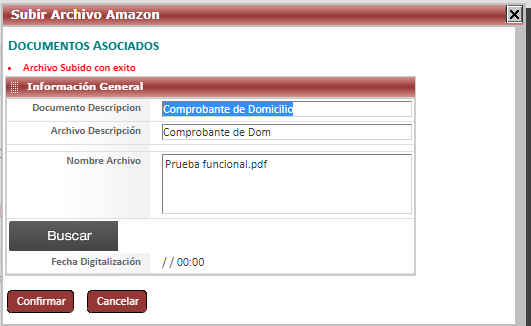 Subir Archivo Amazon
DOCUMENTOS ASOCIADOS
• Archivo Subido con exito
Información General
Documento Descripcion Comprobante de Domicilio
Archivo Descripción Comprobante de Dom
Nombre Archivo Prueba funcional.pdf
Buscar
Fecha Digitalización / / 00:00
Confirmar Cancelar